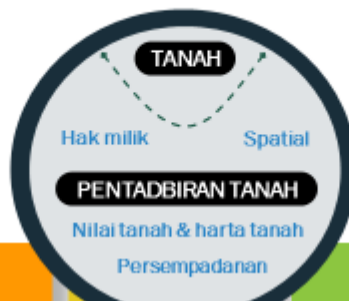 TANAH
Hak milik Spatial
PENTADBIRAN TANAH
Nilai tanah & harta tanah
Persempadanan